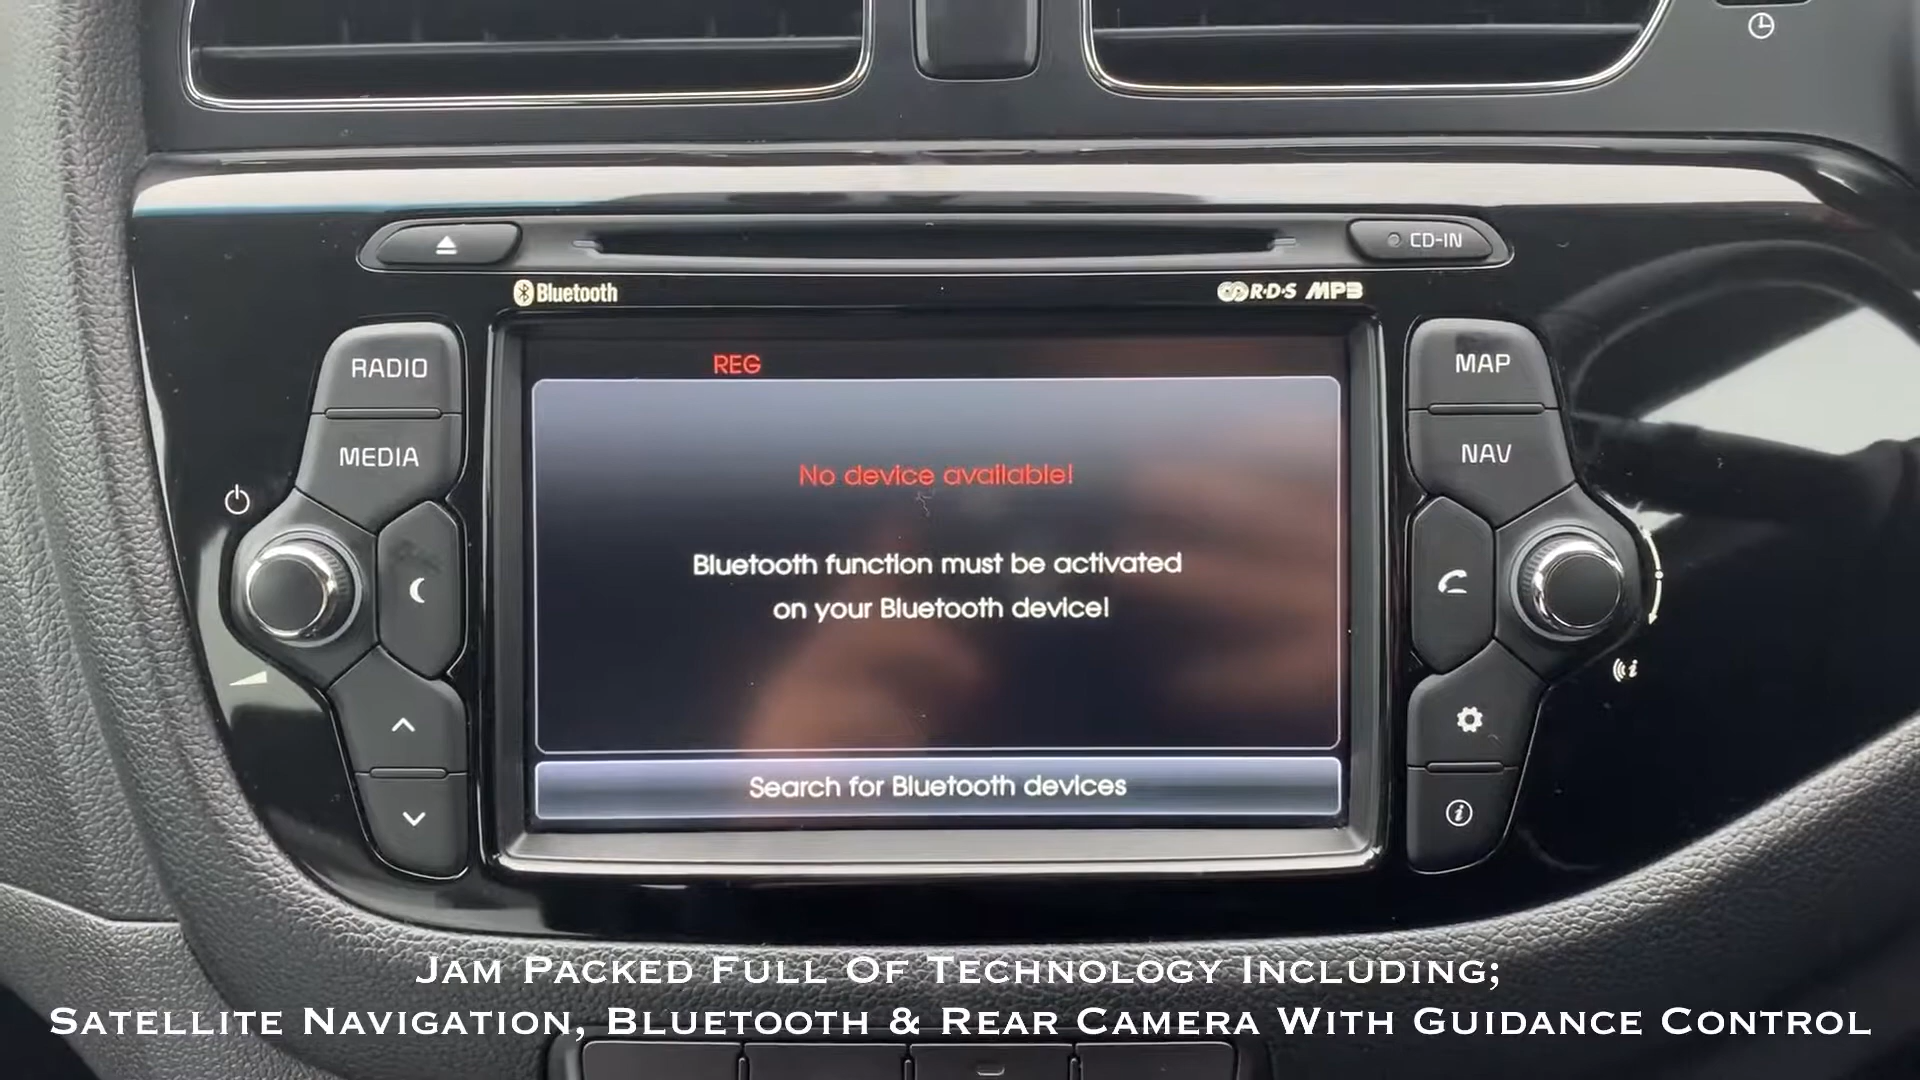 CD-IN
Bluetooth
R·D·S MP3
RADIO
REG
MAP
MEDIA
No device available!
NAV
Bluetooth function must be activated
on your Bluetooth device!
Search for Bluetooth devices
Jam Packed Full Of Technology Including;
Satellite Navigation, Bluetooth & Rear Camera With Guidance Control